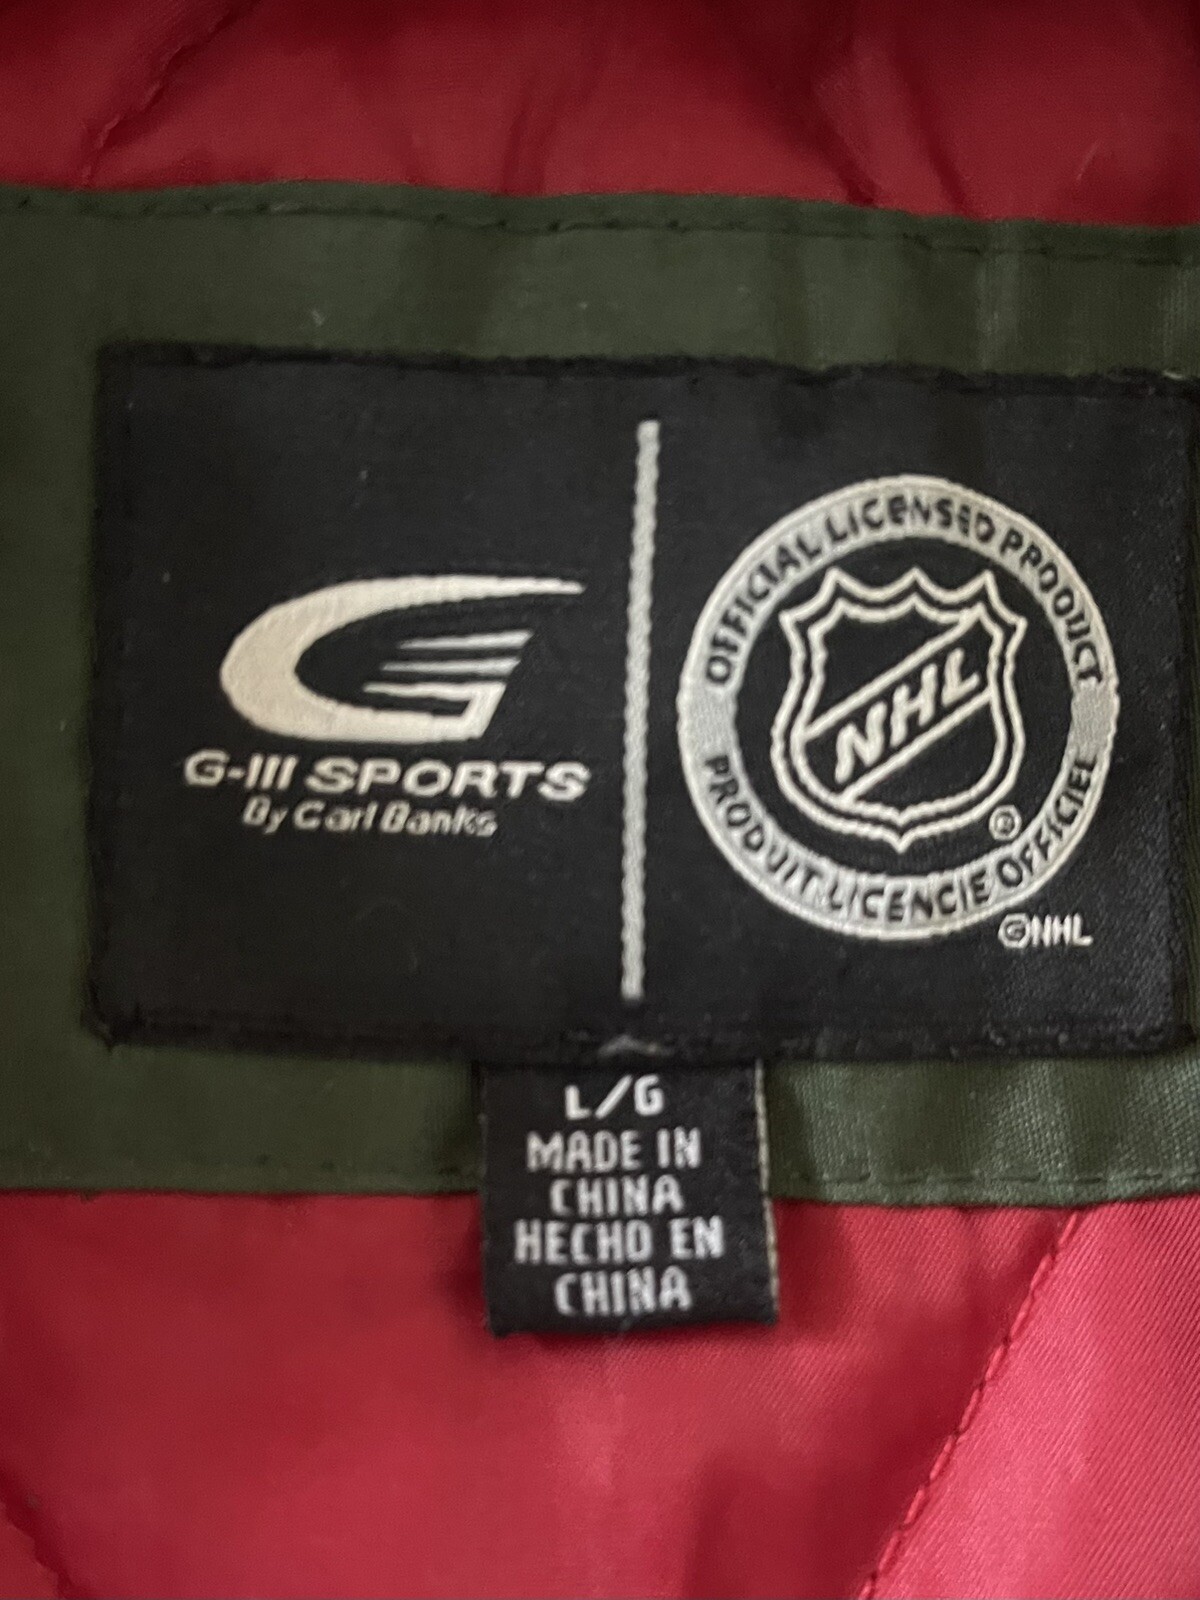 G-III SPORTS
By Carl Banks
OFFICIAL LICENSED PRODUCT
NHL
®
PRODUIT LICENCIE OFFICIEL
©NHL
L/G
MADE IN
CHINA
HECHO EN
CHINA